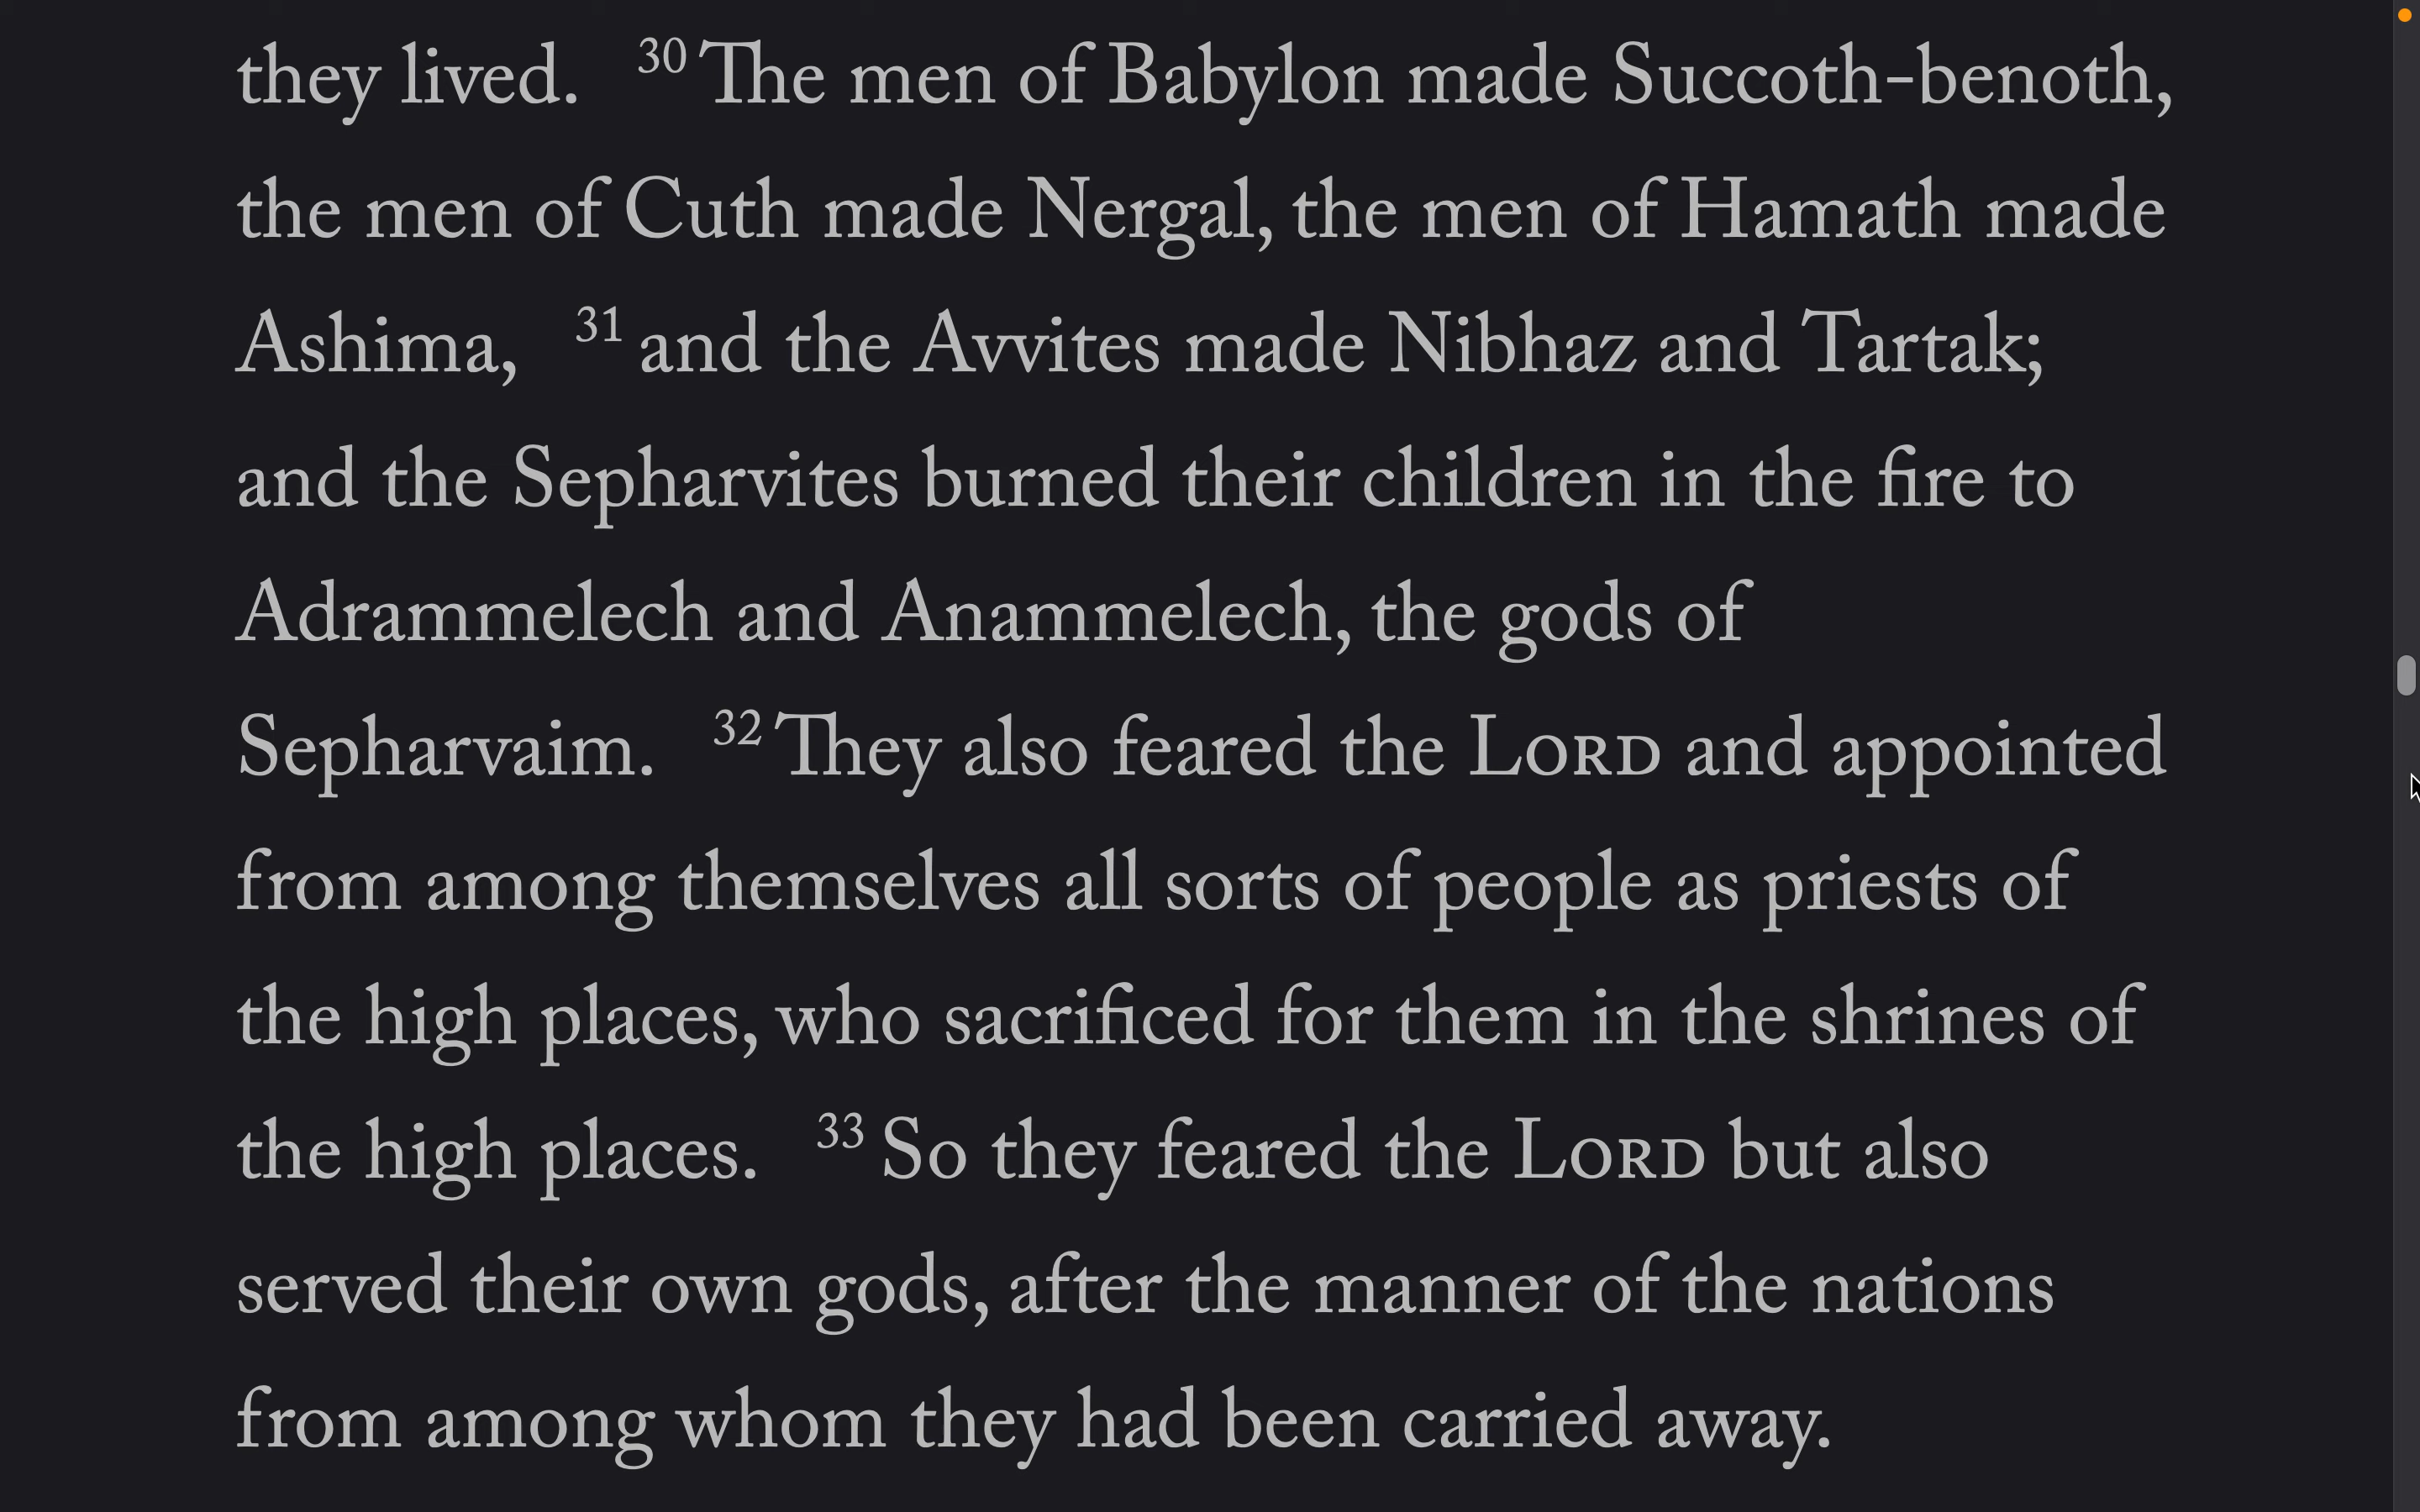 they lived. 30 The men of Babylon made Succoth-benoth,
the men of Cuth made Nergal, the men of Hamath made
Ashima, 31 and the Avvites made Nibhaz and Tartak;
and the Sepharvites burned their children in the fire to
Adrammelech and Anammelech, the gods of
Sepharvaim. 32 They also feared the LORD and appointed
from among themselves all sorts of people as priests of
the high places, who sacrificed for them in the shrines of
the high places. 33 So they feared the LORD but also
served their own gods, after the manner of the nations
from among whom they had been carried away.